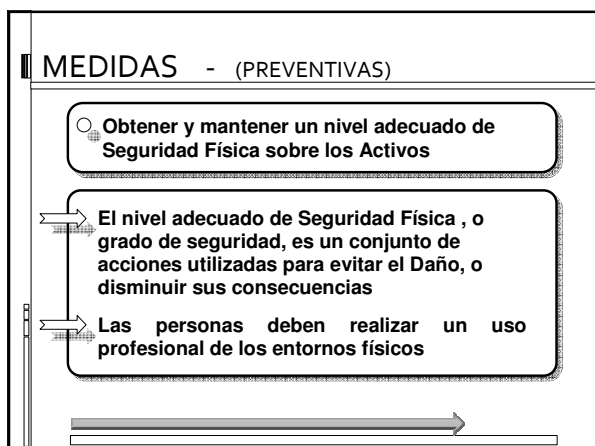 MEDIDAS - (PREVENTIVAS)
Obtener y mantener un nivel adecuado de
Seguridad Física sobre los Activos
El nivel adecuado de Seguridad Física , o
grado de seguridad, es un conjunto de
acciones utilizadas para evitar el Daño, o
disminuir sus consecuencias
Las personas deben realizar un uso
profesional de los entornos físicos